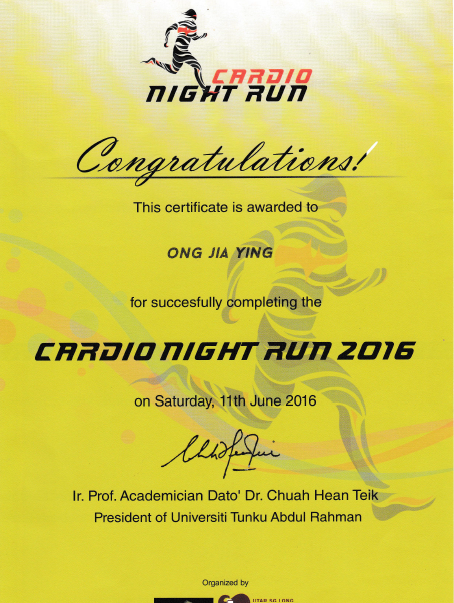 CARDIO
NIGHT RUN
Congratulations!
This certificate is awarded to
ONG JIA YING
for succesfully completing the
CARDIO NIGHT RUN 2016
on Saturday, 11th June 2016
Ir. Prof. Academician Dato' Dr. Chuah Hean Teik
President of Universiti Tunku Abdul Rahman
Organized by
UTAR SG LONG